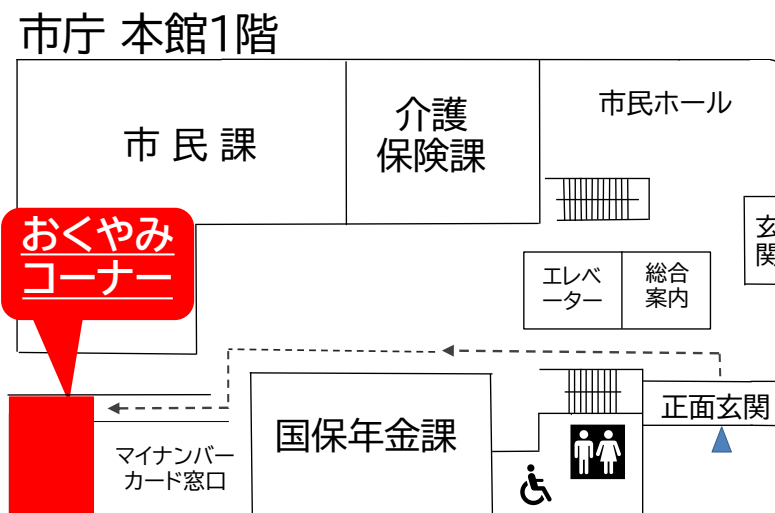 市庁 本館1階
市民課
介護
保険課
市民ホール
おくやみ
コーナー
玄
関
エレベ
ーター
総合
案内
正面玄関
国保年金課
マイナンバー
カード窓口